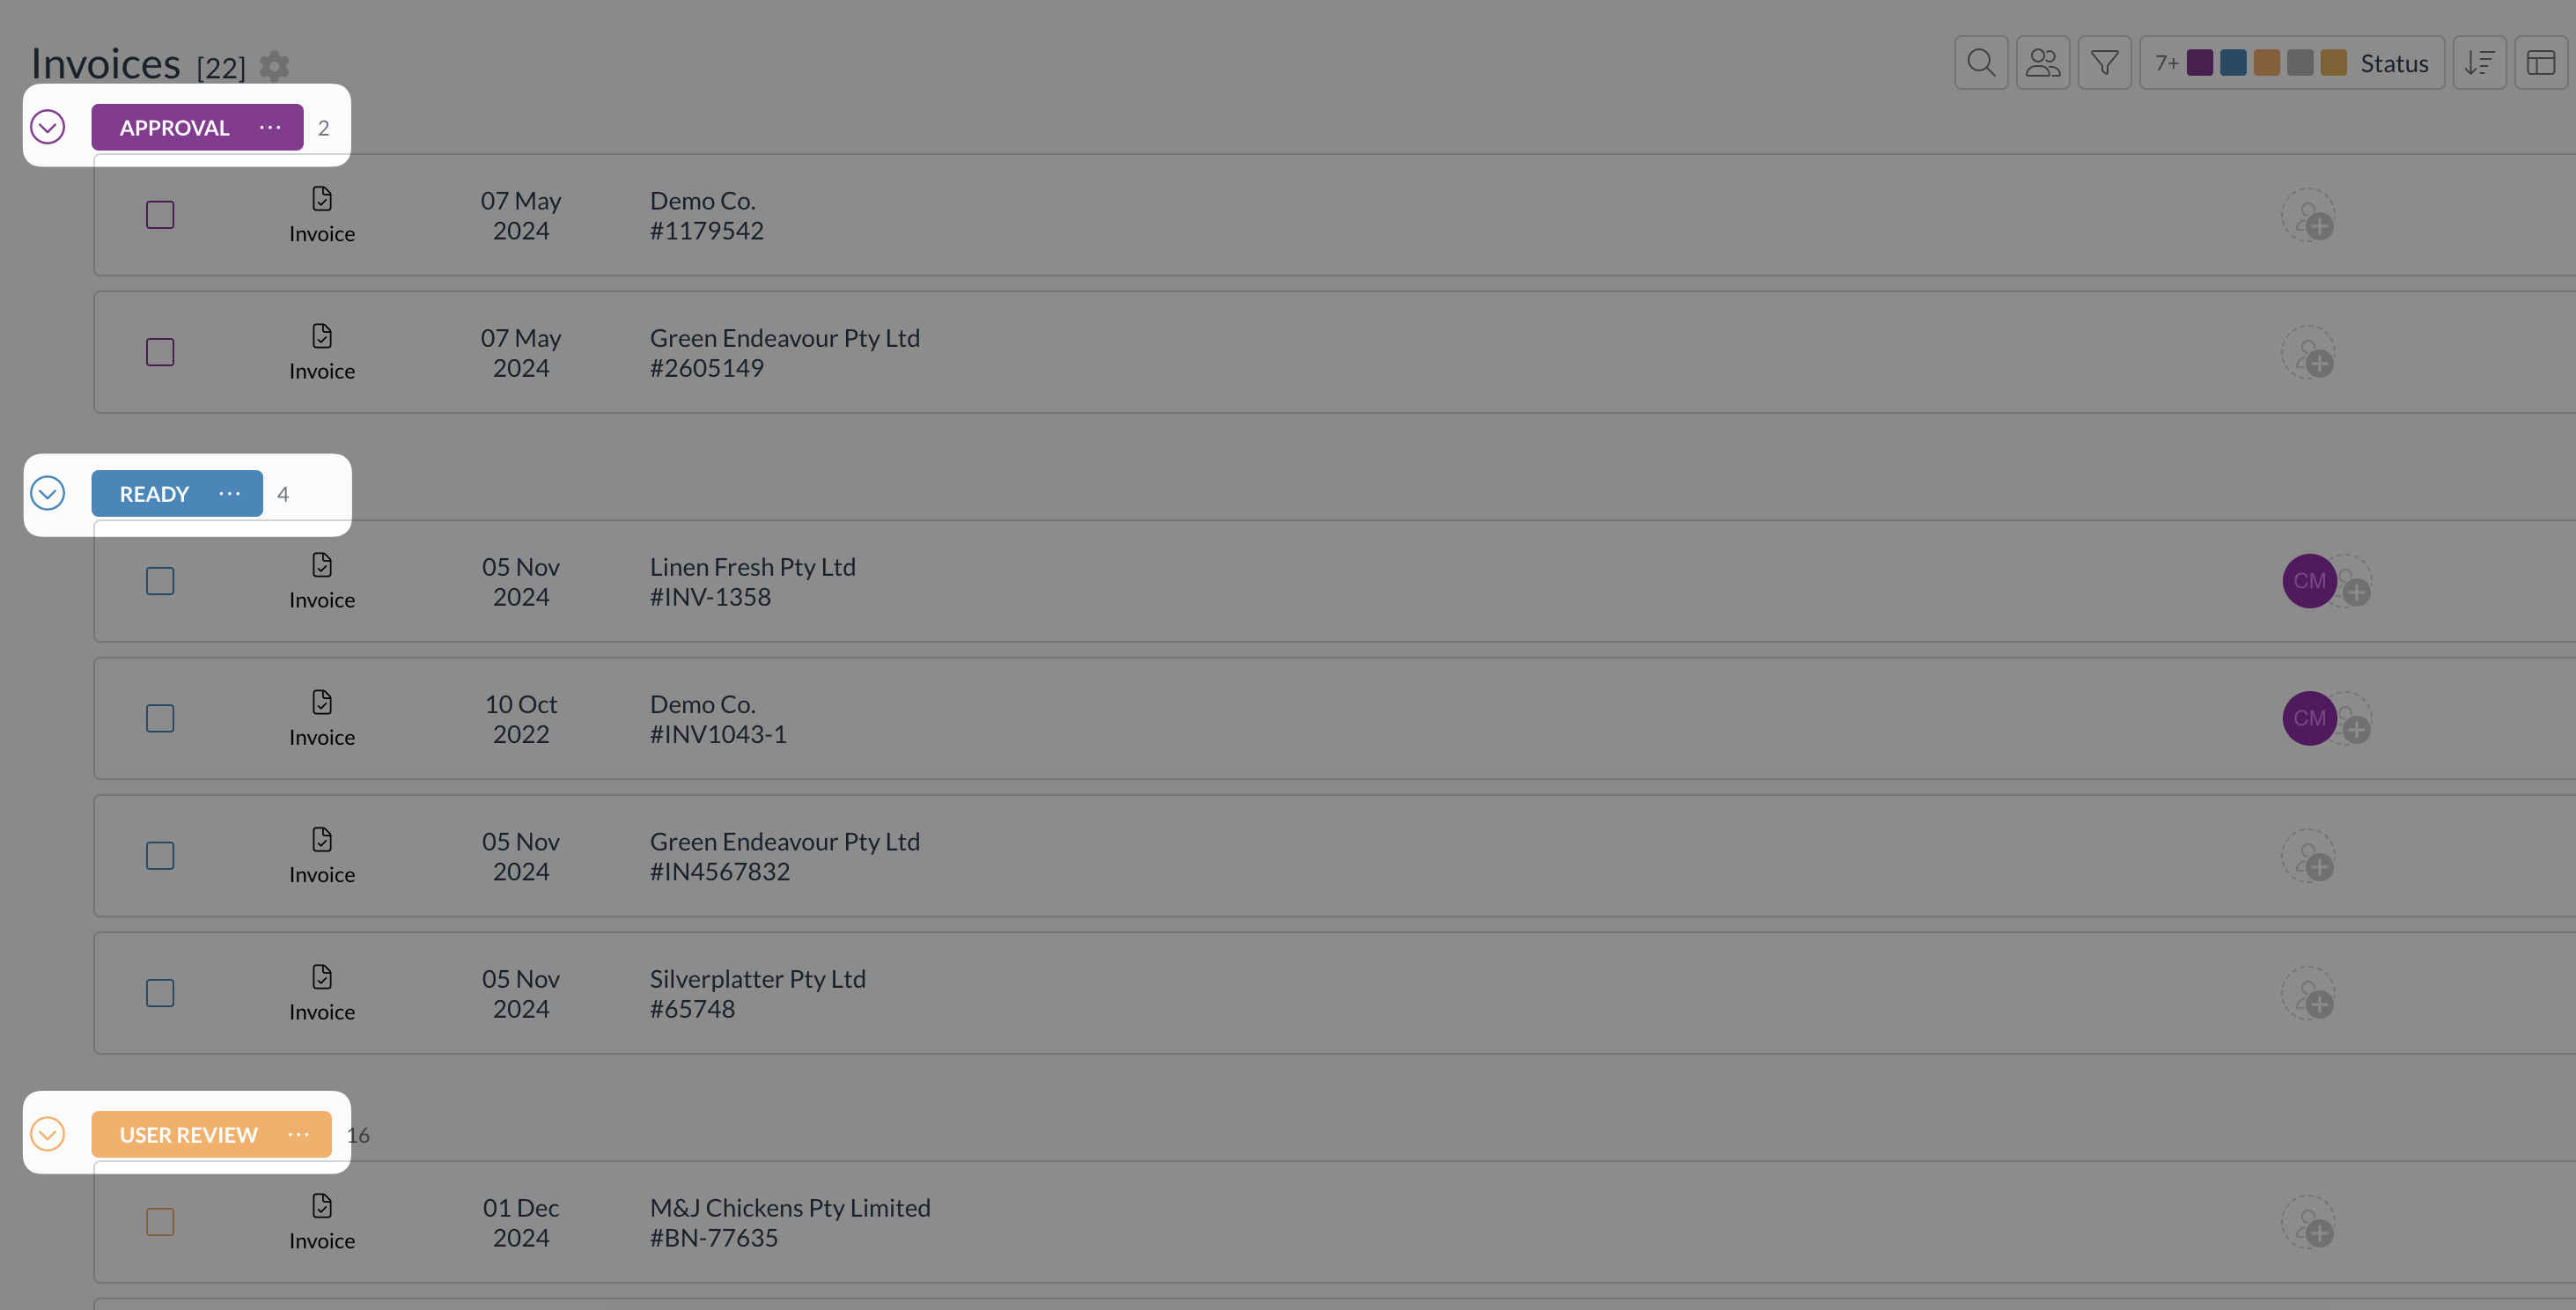 Invoices [22]
7+ Status
APPROVAL ... 2
07 May
2024
Demo Co.
#1179542
Invoice
07 May
2024
Green Endeavour Pty Ltd
#2605149
Invoice
READY ... 4
05 Nov
2024
Linen Fresh Pty Ltd
#INV-1358
Invoice
CM
10 Oct
2022
Demo Co.
#INV1043-1
Invoice
CM
05 Nov
2024
Green Endeavour Pty Ltd
#IN4567832
Invoice
05 Nov
2024
Silverplatter Pty Ltd
#65748
Invoice
USER REVIEW ... 16
01 Dec
2024
M&J Chickens Pty Limited
#BN-77635
Invoice